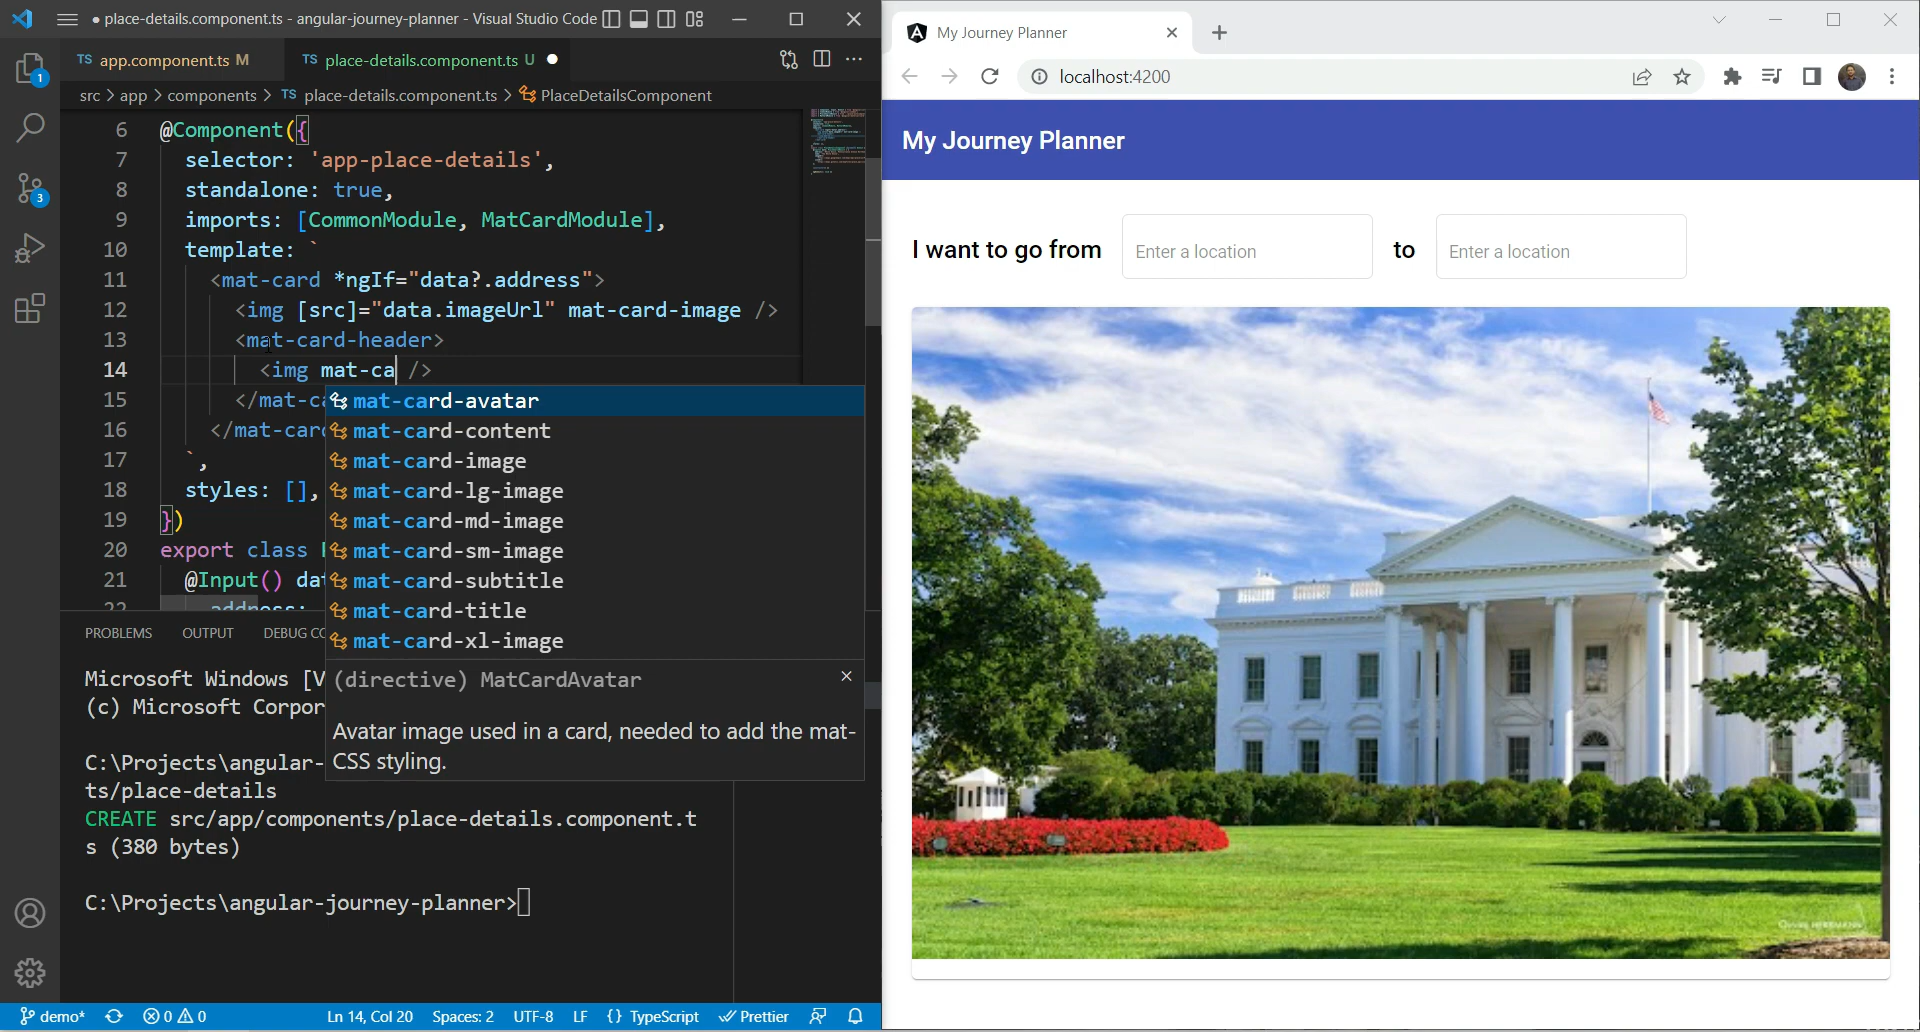 ● place-details.component.ts - angular-journey-planner - Visual Studio Code
TS app.component.ts M
TS place-details.component.ts U ●
src > app > components > TS place-details.component.ts > PlaceDetailsComponent
6 @Component({
7 selector: 'app-place-details',
8 standalone: true,
9 imports: [CommonModule, MatCardModule],
10 template: `
11 <mat-card *ngIf="data?.address">
12 <img [src]="data.imageUrl" mat-card-image />
13 <mat-card-header>
14 <img mat-ca />
15 </mat-ca
16 </mat-card
17 `,
18 styles: [],
19 })
20 export class
21 @Input() dat
22 address:
mat-card-avatar
mat-card-content
mat-card-image
mat-card-lg-image
mat-card-md-image
mat-card-sm-image
mat-card-subtitle
mat-card-title
mat-card-xl-image
(directive) MatCardAvatar
Avatar image used in a card, needed to add the mat-
CSS styling.
PROBLEMS OUTPUT DEBUG CO
Microsoft Windows [V
(c) Microsoft Corpor
C:\Projects\angular-
ts/place-details
CREATE src/app/components/place-details.component.t
s (380 bytes)
C:\Projects\angular-journey-planner>
1
3
demo* 0 0 Ln 14, Col 20 Spaces: 2 UTF-8 LF {} TypeScript Prettier
My Journey Planner
localhost:4200
My Journey Planner
I want to go from Enter a location to Enter a location